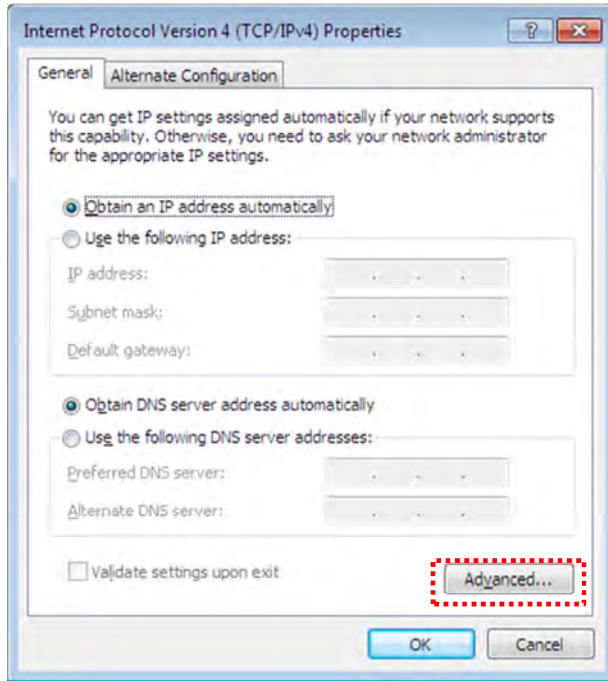 Internet Protocol Version 4 (TCP/IPv4) Properties
General
Alternate Configuration
You can get IP settings assigned automatically if your network supports
this capability. Otherwise, you need to ask your network administrator
for the appropriate IP settings.
Obtain an IP address automatically
Use the following IP address:
IP address:
Subnet mask:
Default gateway:
Obtain DNS server address automatically
Use the following DNS server addresses:
Preferred DNS server:
Alternate DNS server:
Validate settings upon exit
Advanced...
OK
Cancel